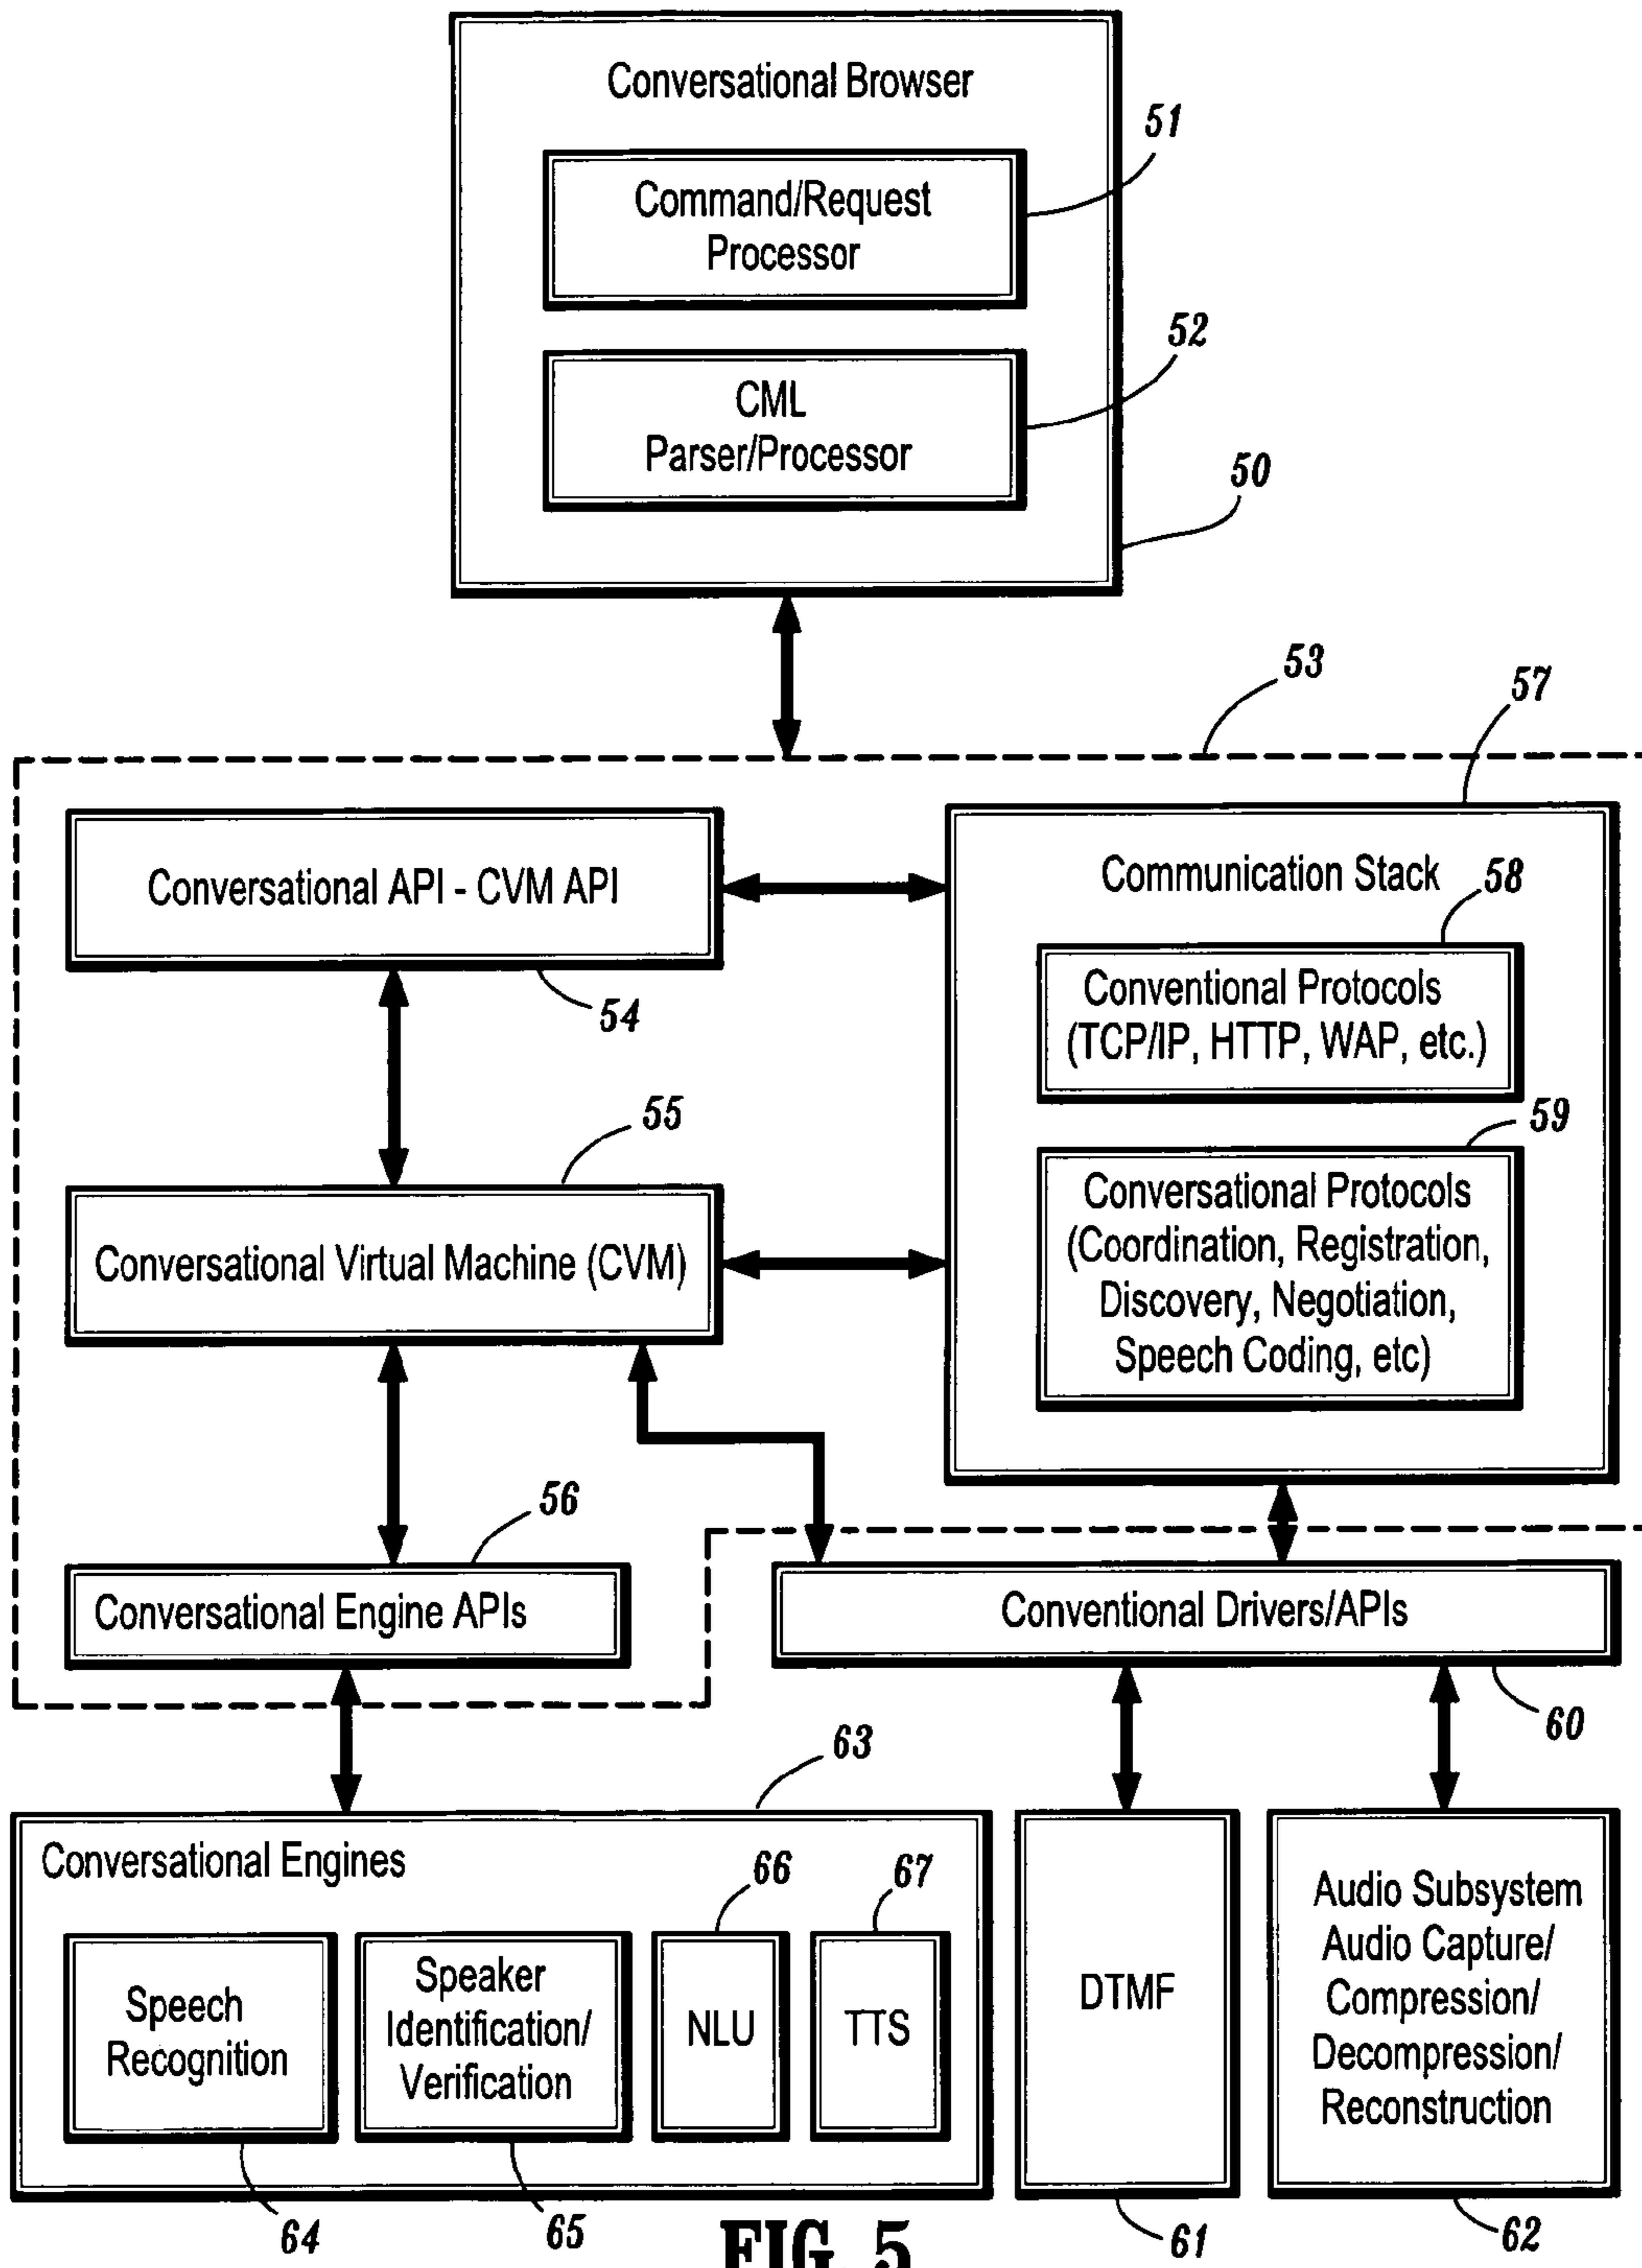 Conversational Browser
51
Command/Request
Processor
52
CML
Parser/Processor
50
53
57
Conversational API - CVM API
54
Communication Stack
58
Conventional Protocols
(TCP/IP, HTTP, WAP, etc.)
59
Conversational Protocols
(Coordination, Registration,
Discovery, Negotiation,
Speech Coding, etc)
55
Conversational Virtual Machine (CVM)
56
Conversational Engine APIs
Conventional Drivers/APIs
60
63
Conversational Engines
66
67
Speech
Recognition
Speaker
Identification/
Verification
NLU
TTS
DTMF
Audio Subsystem
Audio Capture/
Compression/
Decompression/
Reconstruction
64
65
61
62
FIG. 5